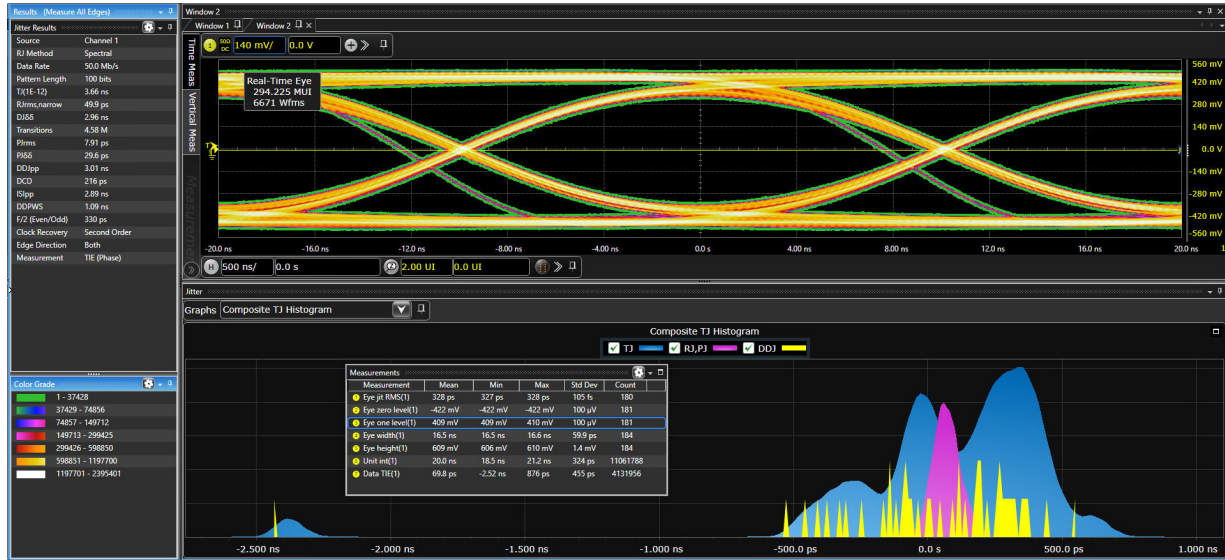 Results (Measure All Edges)
Jitter Results
Source Channel 1
RJ Method Spectral
Data Rate 50.0 Mb/s
Pattern Length 100 bits
TJ(1E-12) 3.66 ns
RJrms,narrow 49.9 ps
DJδδ 2.96 ns
Transitions 4.58 M
PJrms 7.91 ps
PJδδ 29.6 ps
DDJpp 3.01 ns
DCD 216 ps
ISIpp 2.89 ns
DDPWS 1.09 ns
F/2 (Even/Odd) 330 ps
Clock Recovery Second Order
Edge Direction Both
Measurement TIE (Phase)
Color Grade
1 - 37428
37429 - 74856
74857 - 149712
149713 - 299425
299426 - 598850
598851 - 1197700
1197701 - 2395401
Window 2
Window 1 Window 2
Time Meas
Vertical Meas
Measurements
1 50Ω DC 140 mV/ 0.0 V
Real-Time Eye
294.225 MUI
6671 Wfms
560 mV
420 mV
280 mV
140 mV
0.0 V
-140 mV
-280 mV
-420 mV
-560 mV
T
-20.0 ns -16.0 ns -12.0 ns -8.00 ns -4.00 ns 0.0 s 4.00 ns 8.00 ns 12.0 ns 16.0 ns 20.0 ns 1
H 500 ns/ 0.0 s 2.00 UI 0.0 UI
Jitter
Graphs Composite TJ Histogram
Composite TJ Histogram
TJ RJ,PJ DDJ
Measurements
Measurement Mean Min Max Std Dev Count
1 Eye jit RMS(1) 328 ps 327 ps 328 ps 105 fs 180
2 Eye zero level(1) -422 mV -422 mV -422 mV 100 µV 181
3 Eye one level(1) 409 mV 409 mV 410 mV 100 µV 181
4 Eye width(1) 16.5 ns 16.5 ns 16.6 ns 59.9 ps 184
5 Eye height(1) 609 mV 606 mV 610 mV 1.4 mV 184
6 Unit int(1) 20.0 ns 18.5 ns 21.2 ns 324 ps 11061788
7 Data TIE(1) 69.8 ps -2.52 ns 876 ps 455 ps 4131956
-2.500 ns -2.000 ns -1.500 ns -1.000 ns -500.0 ps 0.0 s 500.0 ps 1.000 ns